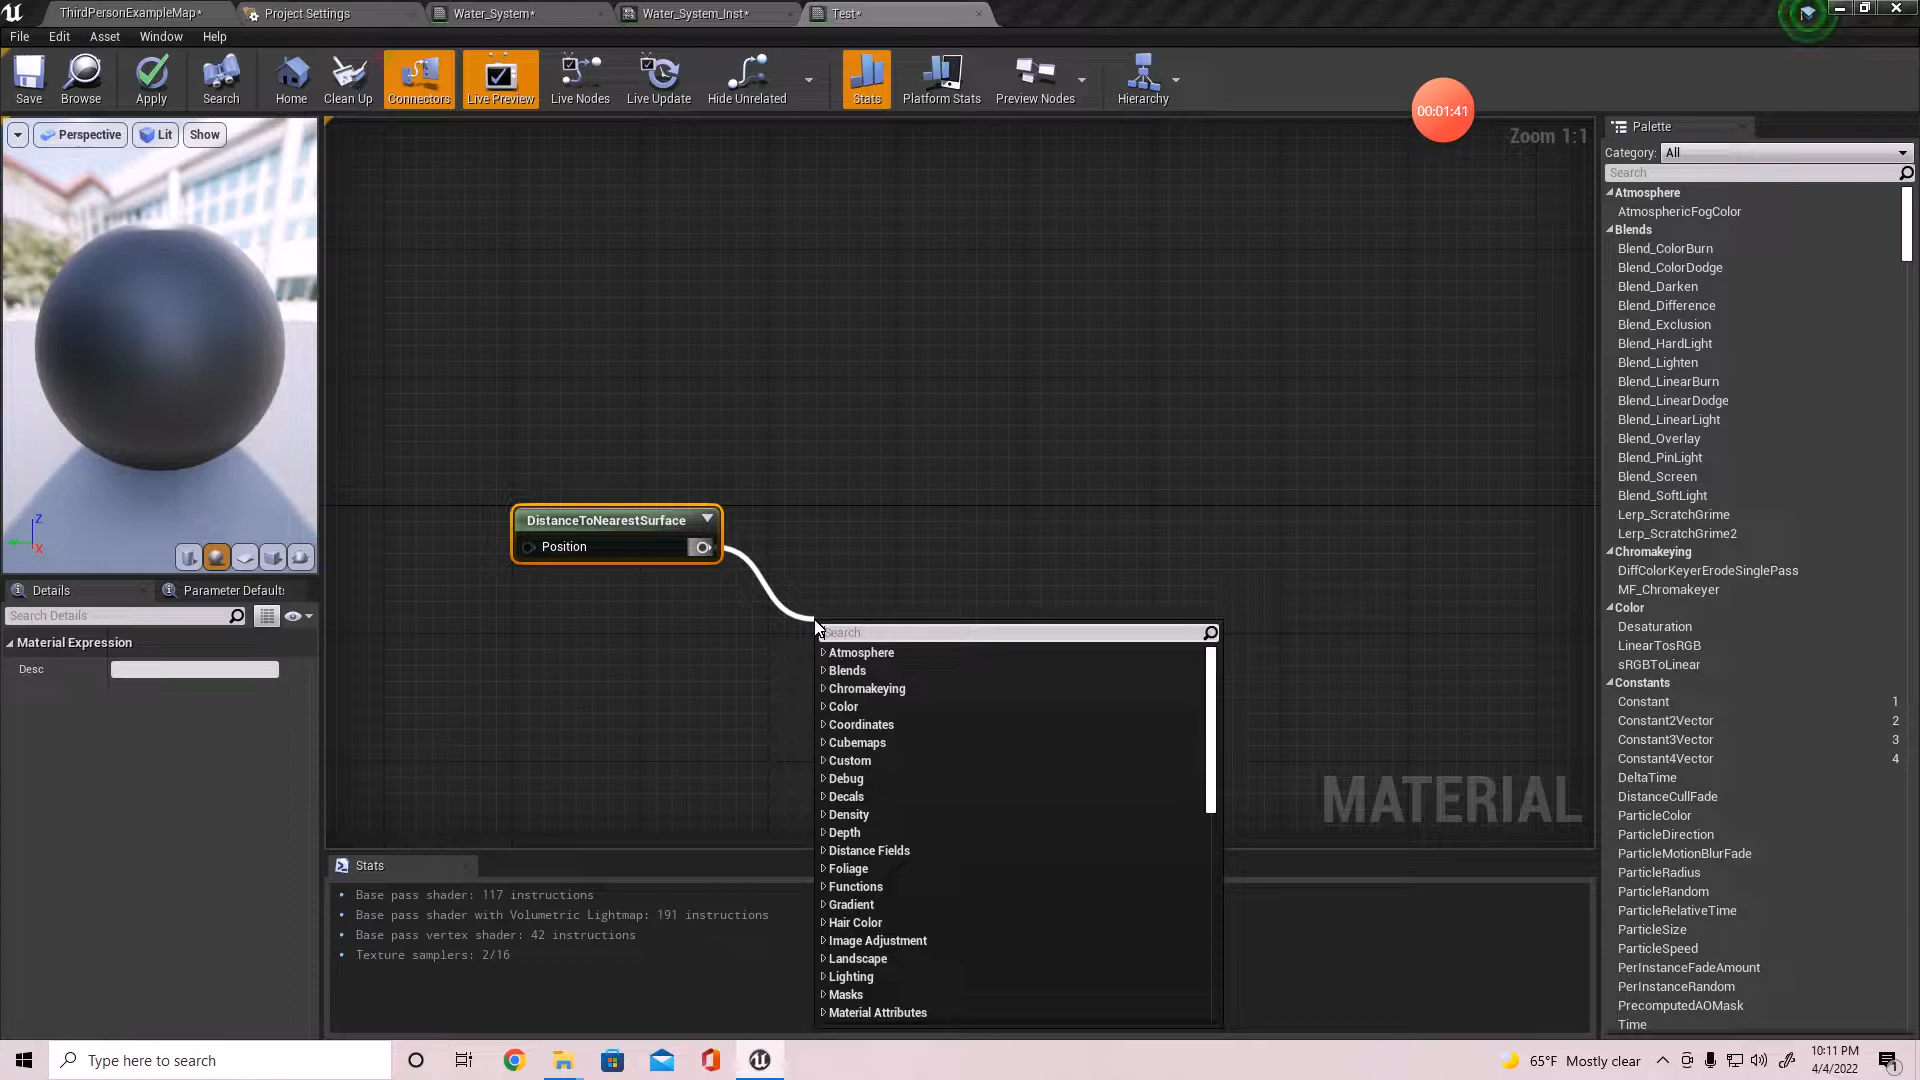 ThirdPersonExampleMap*
Project Settings
Water_System*
Water_System_Inst*
Test*
File Edit Asset Window Help
Save Browse Apply Search Home Clean Up Connectors Live Preview Live Nodes Live Update Hide Unrelated Stats Platform Stats Preview Nodes Hierarchy
00:01:41
Perspective Lit Show
Zoom 1:1
Z
X
DistanceToNearestSurface
Position
Search
Atmosphere
Blends
Chromakeying
Color
Coordinates
Cubemaps
Custom
Debug
Decals
Density
Depth
Distance Fields
Foliage
Functions
Gradient
Hair Color
Image Adjustment
Landscape
Lighting
Masks
Material Attributes
MATERIAL
Details
Parameter Defaults
Search Details
Material Expression
Desc
Stats
Base pass shader: 117 instructions
Base pass shader with Volumetric Lightmap: 191 instructions
Base pass vertex shader: 42 instructions
Texture samplers: 2/16
Palette
Category: All
Search
Atmosphere
AtmosphericFogColor
Blends
Blend_ColorBurn
Blend_ColorDodge
Blend_Darken
Blend_Difference
Blend_Exclusion
Blend_HardLight
Blend_Lighten
Blend_LinearBurn
Blend_LinearDodge
Blend_LinearLight
Blend_Overlay
Blend_PinLight
Blend_Screen
Blend_SoftLight
Lerp_ScratchGrime
Lerp_ScratchGrime2
Chromakeying
DiffColorKeyerErodeSinglePass
MF_Chromakeyer
Color
Desaturation
LinearTosRGB
sRGBToLinear
Constants
Constant 1
Constant2Vector 2
Constant3Vector 3
Constant4Vector 4
DeltaTime
DistanceCullFade
ParticleColor
ParticleDirection
ParticleMotionBlurFade
ParticleRadius
ParticleRandom
ParticleRelativeTime
ParticleSize
ParticleSpeed
PerInstanceFadeAmount
PerInstanceRandom
PrecomputedAOMask
Time
Type here to search
65°F Mostly clear
10:11 PM
4/4/2022
1